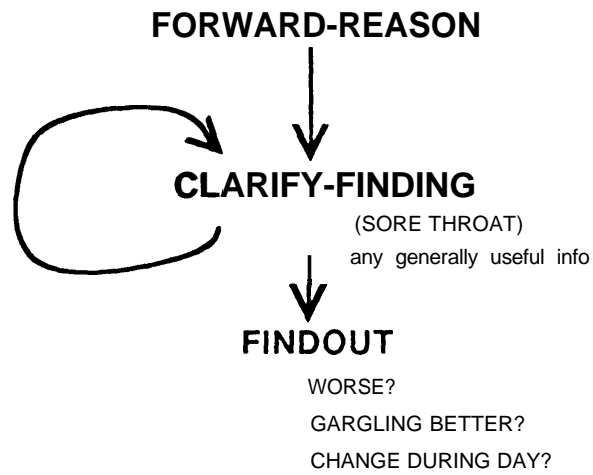 FORWARD-REASON
CLARIFY-FINDING
(SORE THROAT)
any generally useful info
FINDOUT
WORSE?
GARGLING BETTER?
CHANGE DURING DAY?